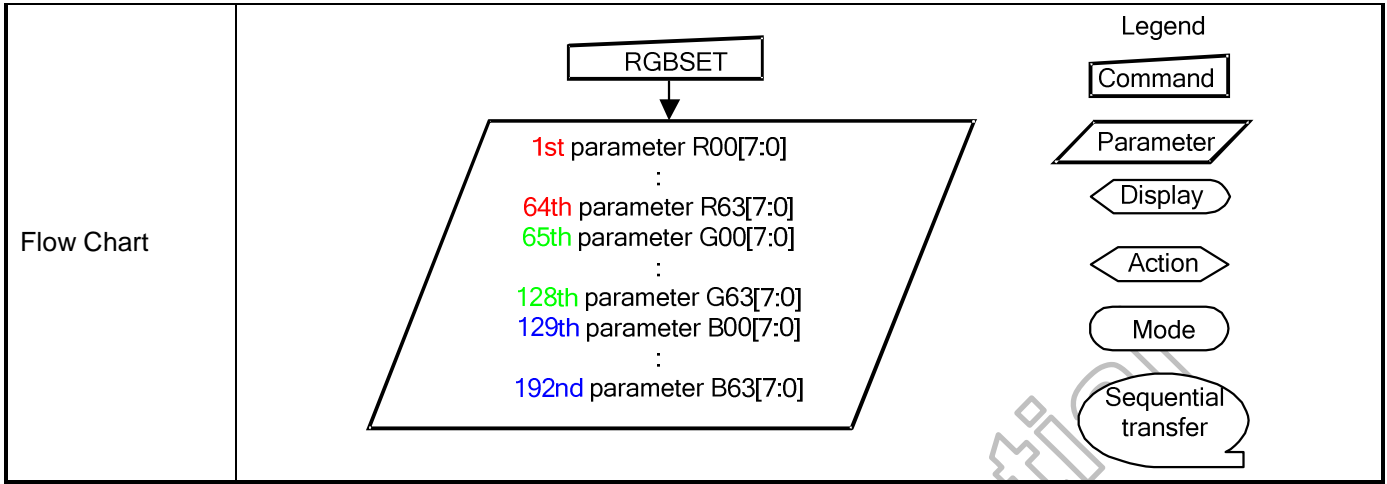 Flow Chart
RGBSET
1st parameter R00[7:0]
:
64th parameter R63[7:0]
65th parameter G00[7:0]
:
128th parameter G63[7:0]
129th parameter B00[7:0]
:
192nd parameter B63[7:0]
Legend
Command
Parameter
Display
Action
Mode
Sequential
transfer